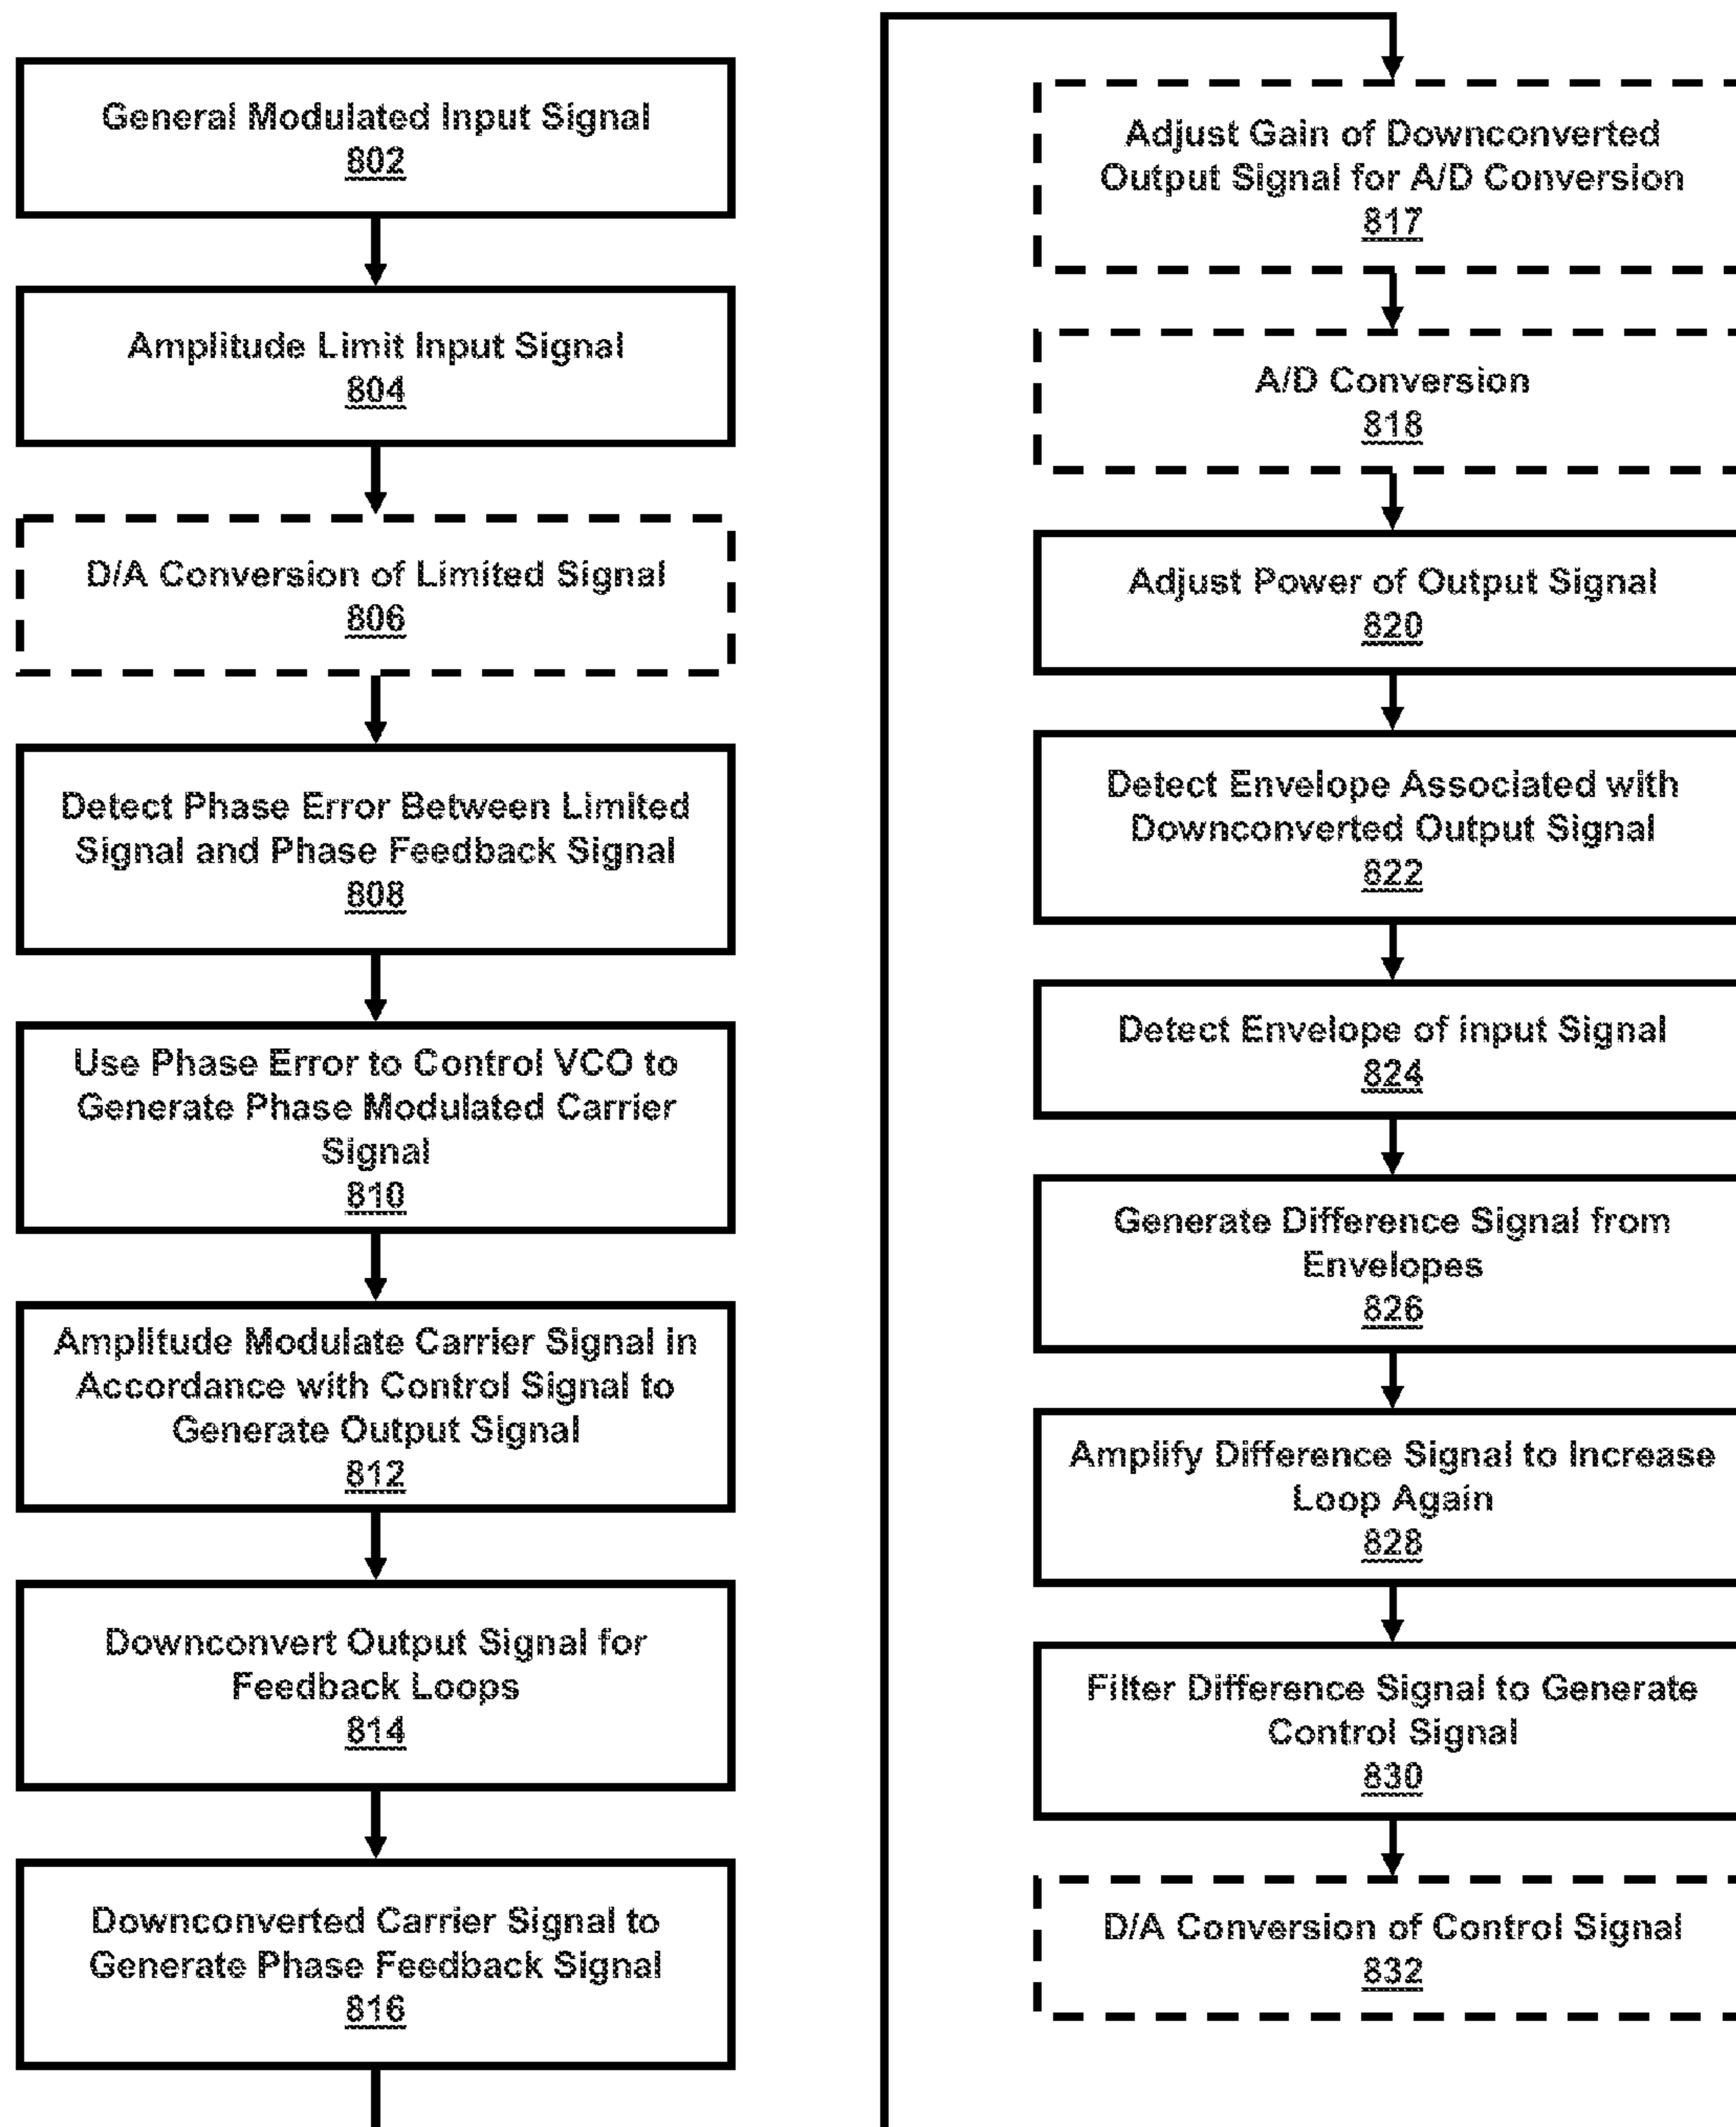 General Modulated Input Signal
802
Amplitude Limit Input Signal
804
D/A Conversion of Limited Signal
806
Detect Phase Error Between Limited
Signal and Phase Feedback Signal
808
Use Phase Error to Control VCO to
Generate Phase Modulated Carrier
Signal
810
Amplitude Modulate Carrier Signal in
Accordance with Control Signal to
Generate Output Signal
812
Downconvert Output Signal for
Feedback Loops
814
Downconverted Carrier Signal to
Generate Phase Feedback Signal
816
Adjust Gain of Downconverted
Output Signal for A/D Conversion
817
A/D Conversion
818
Adjust Power of Output Signal
820
Detect Envelope Associated with
Downconverted Output Signal
822
Detect Envelope of input Signal
824
Generate Difference Signal from
Envelopes
826
Amplify Difference Signal to Increase
Loop Again
828
Filter Difference Signal to Generate
Control Signal
830
D/A Conversion of Control Signal
832